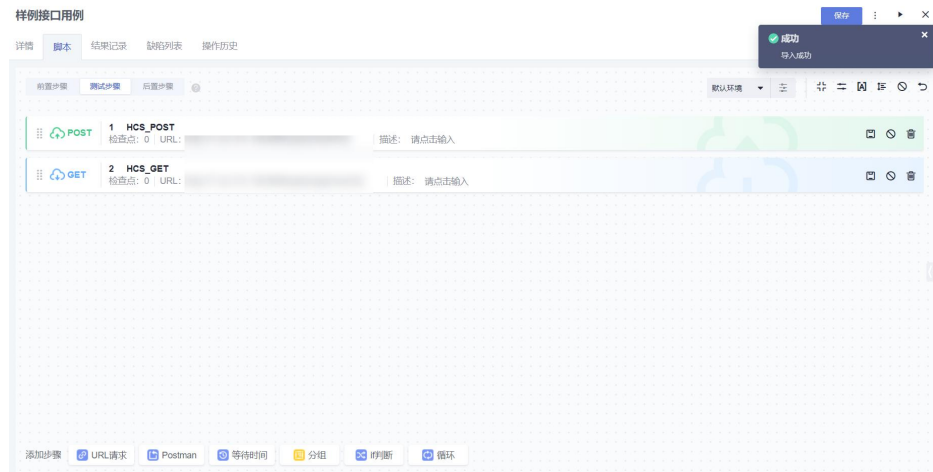 样例接口用例
保存
详情 脚本 结果记录 缺陷列表 操作历史
成功
导入成功
前置步骤 测试步骤 后置步骤
默认环境
POST 1 HCS_POST
检查点: 0 URL: 描述: 请点击输入
GET 2 HCS_GET
检查点: 0 URL: 描述: 请点击输入
添加步骤 URL请求 Postman 等待时间 分组 if判断 循环